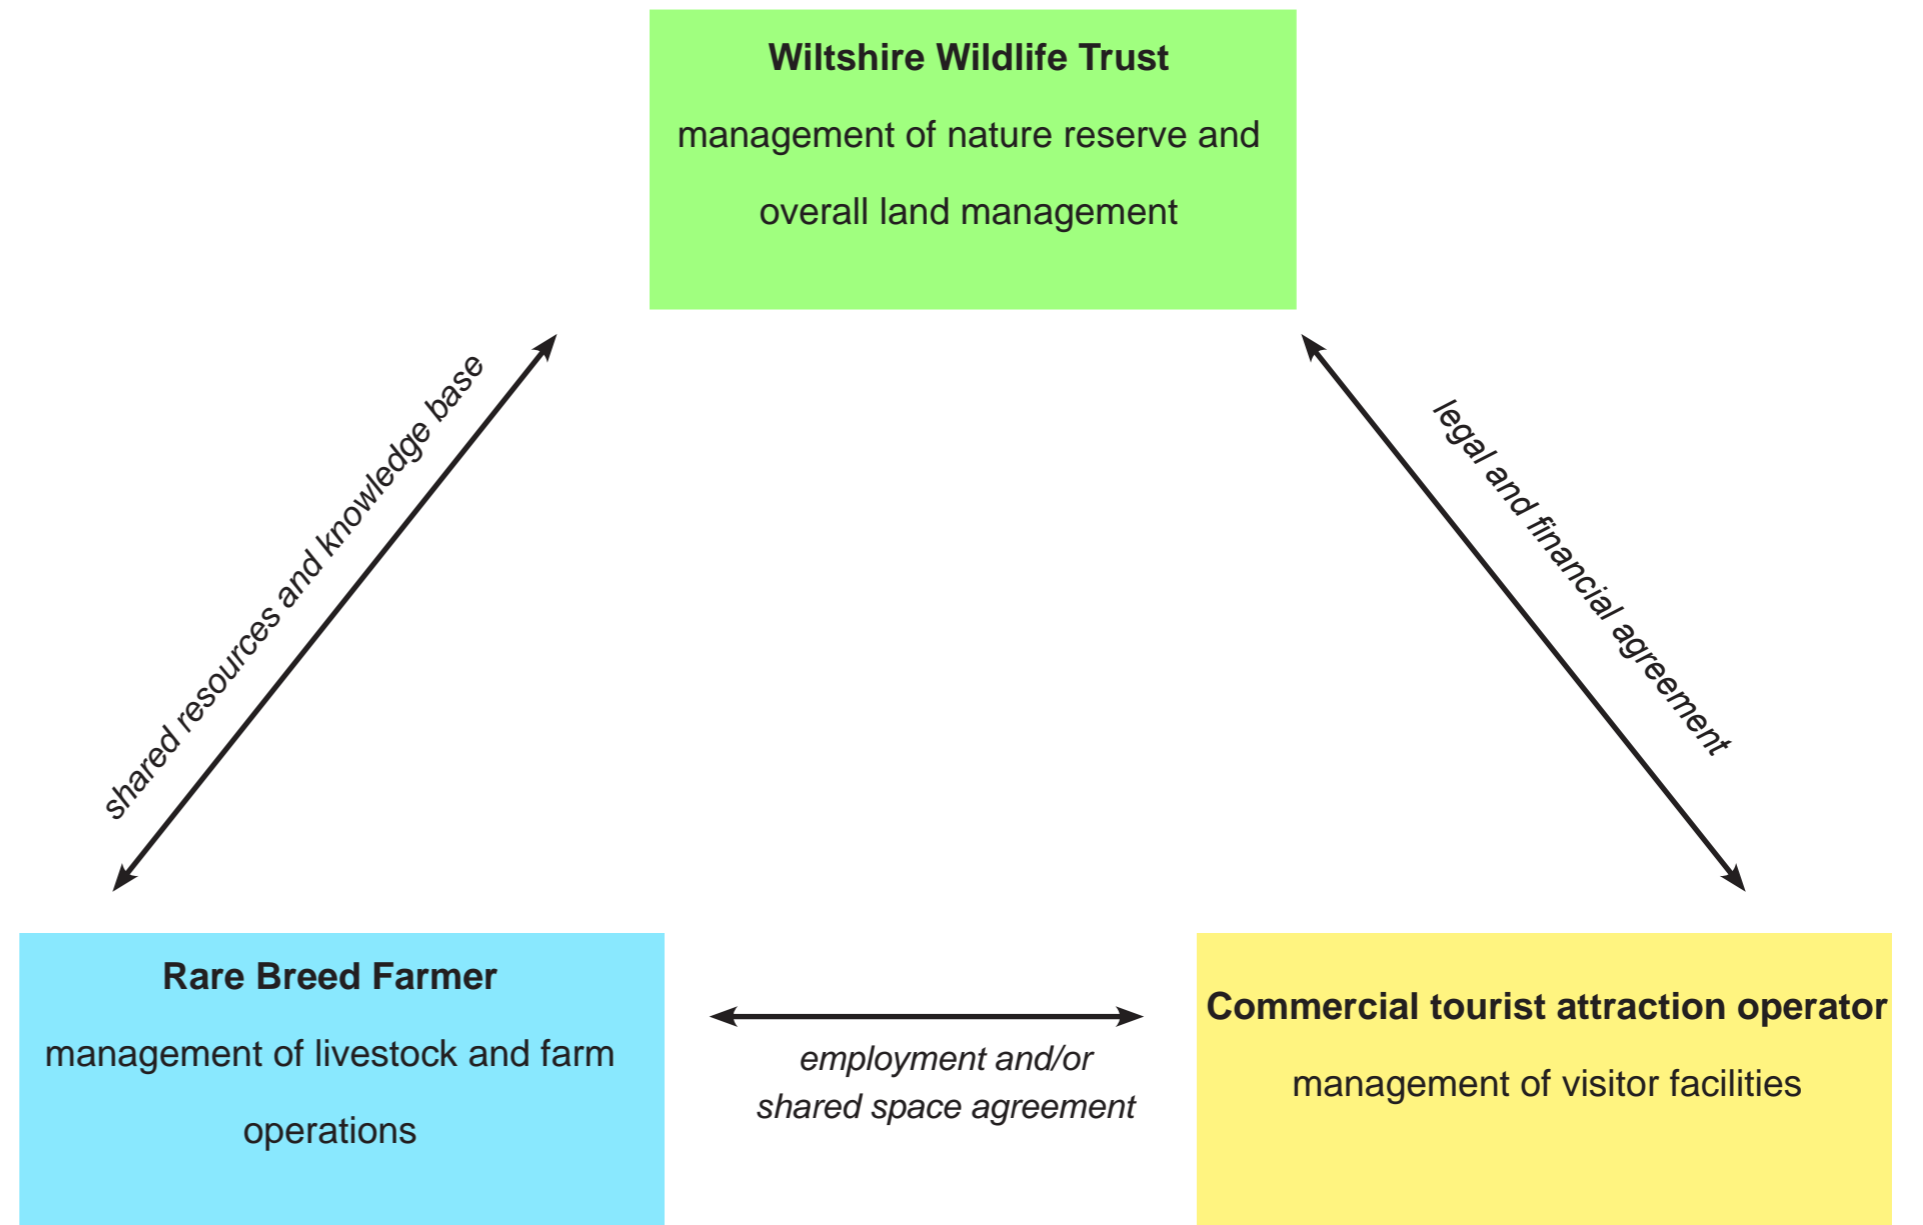 Wiltshire Wildlife Trust
management of nature reserve and
overall land management
shared resources and knowledge base
legal and financial agreement
Rare Breed Farmer
management of livestock and farm
operations
employment and/or
shared space agreement
Commercial tourist attraction operator
management of visitor facilities